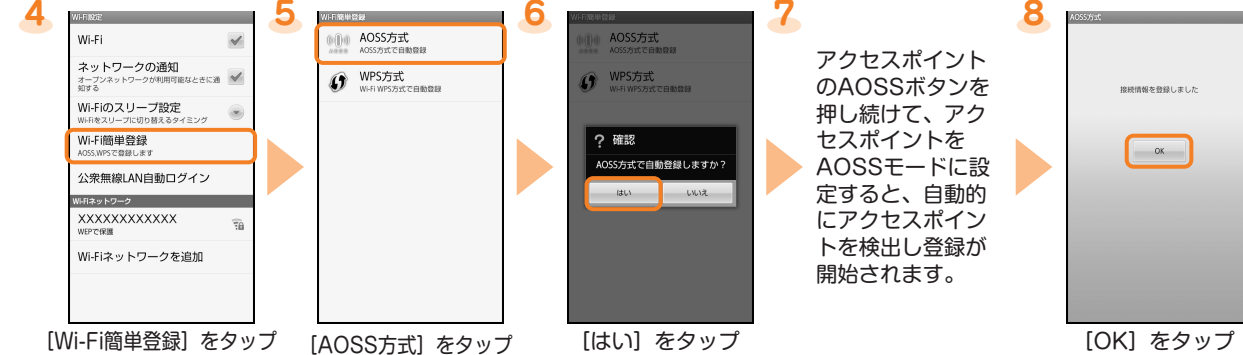 4
Wi-Fi設定
Wi-Fi
ネットワークの通知
オープンネットワークが利用可能なときに通
知する
Wi-Fiのスリープ設定
Wi-Fiをスリープに切り替えるタイミング
Wi-Fi簡単登録
AOSS,WPSで登録します
公衆無線LAN自動ログイン
Wi-Fiネットワーク
XXXXXXXXXXXX
WEPで保護
Wi-Fiネットワークを追加
［Wi-Fi簡単登録］をタップ
5
Wi-Fi簡単登録
AOSS方式
AOSS方式で自動登録
WPS方式
Wi-Fi WPS方式で自動登録
［AOSS方式］をタップ
6
Wi-Fi簡単登録
AOSS方式
AOSS方式で自動登録
WPS方式
Wi-Fi WPS方式で自動登録
? 確認
AOSS方式で自動登録しますか？
はい
いいえ
［はい］をタップ
7
アクセスポイント
のAOSSボタンを
押し続けて、アク
セスポイントを
AOSSモードに設
定すると、自動的
にアクセスポイン
トを検出し登録が
開始されます。
8
AOSS方式
接続情報を登録しました
OK
［OK］をタップ